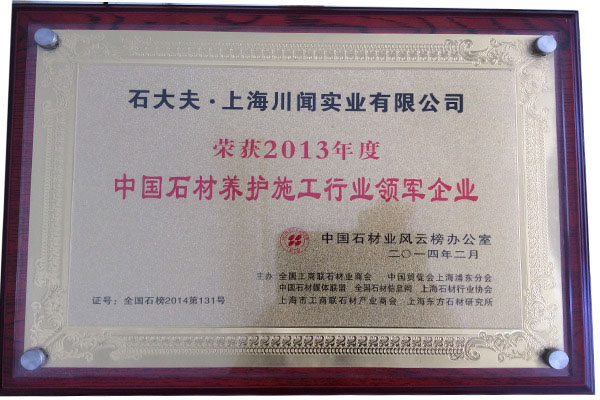 石大夫·上海川闻实业有限公司
荣获2013年度
中国石材养护施工行业领军企业
中国石材业风云榜办公室
二〇一四年二月
主办 全国工商联石材业商会 中国贸促会上海浦东分会
中国石材媒体联盟 全国石材信息网 上海石材行业协会
上海市工商联石材产业商会 上海东方石材研究所
证号：全国石榜2014第131号